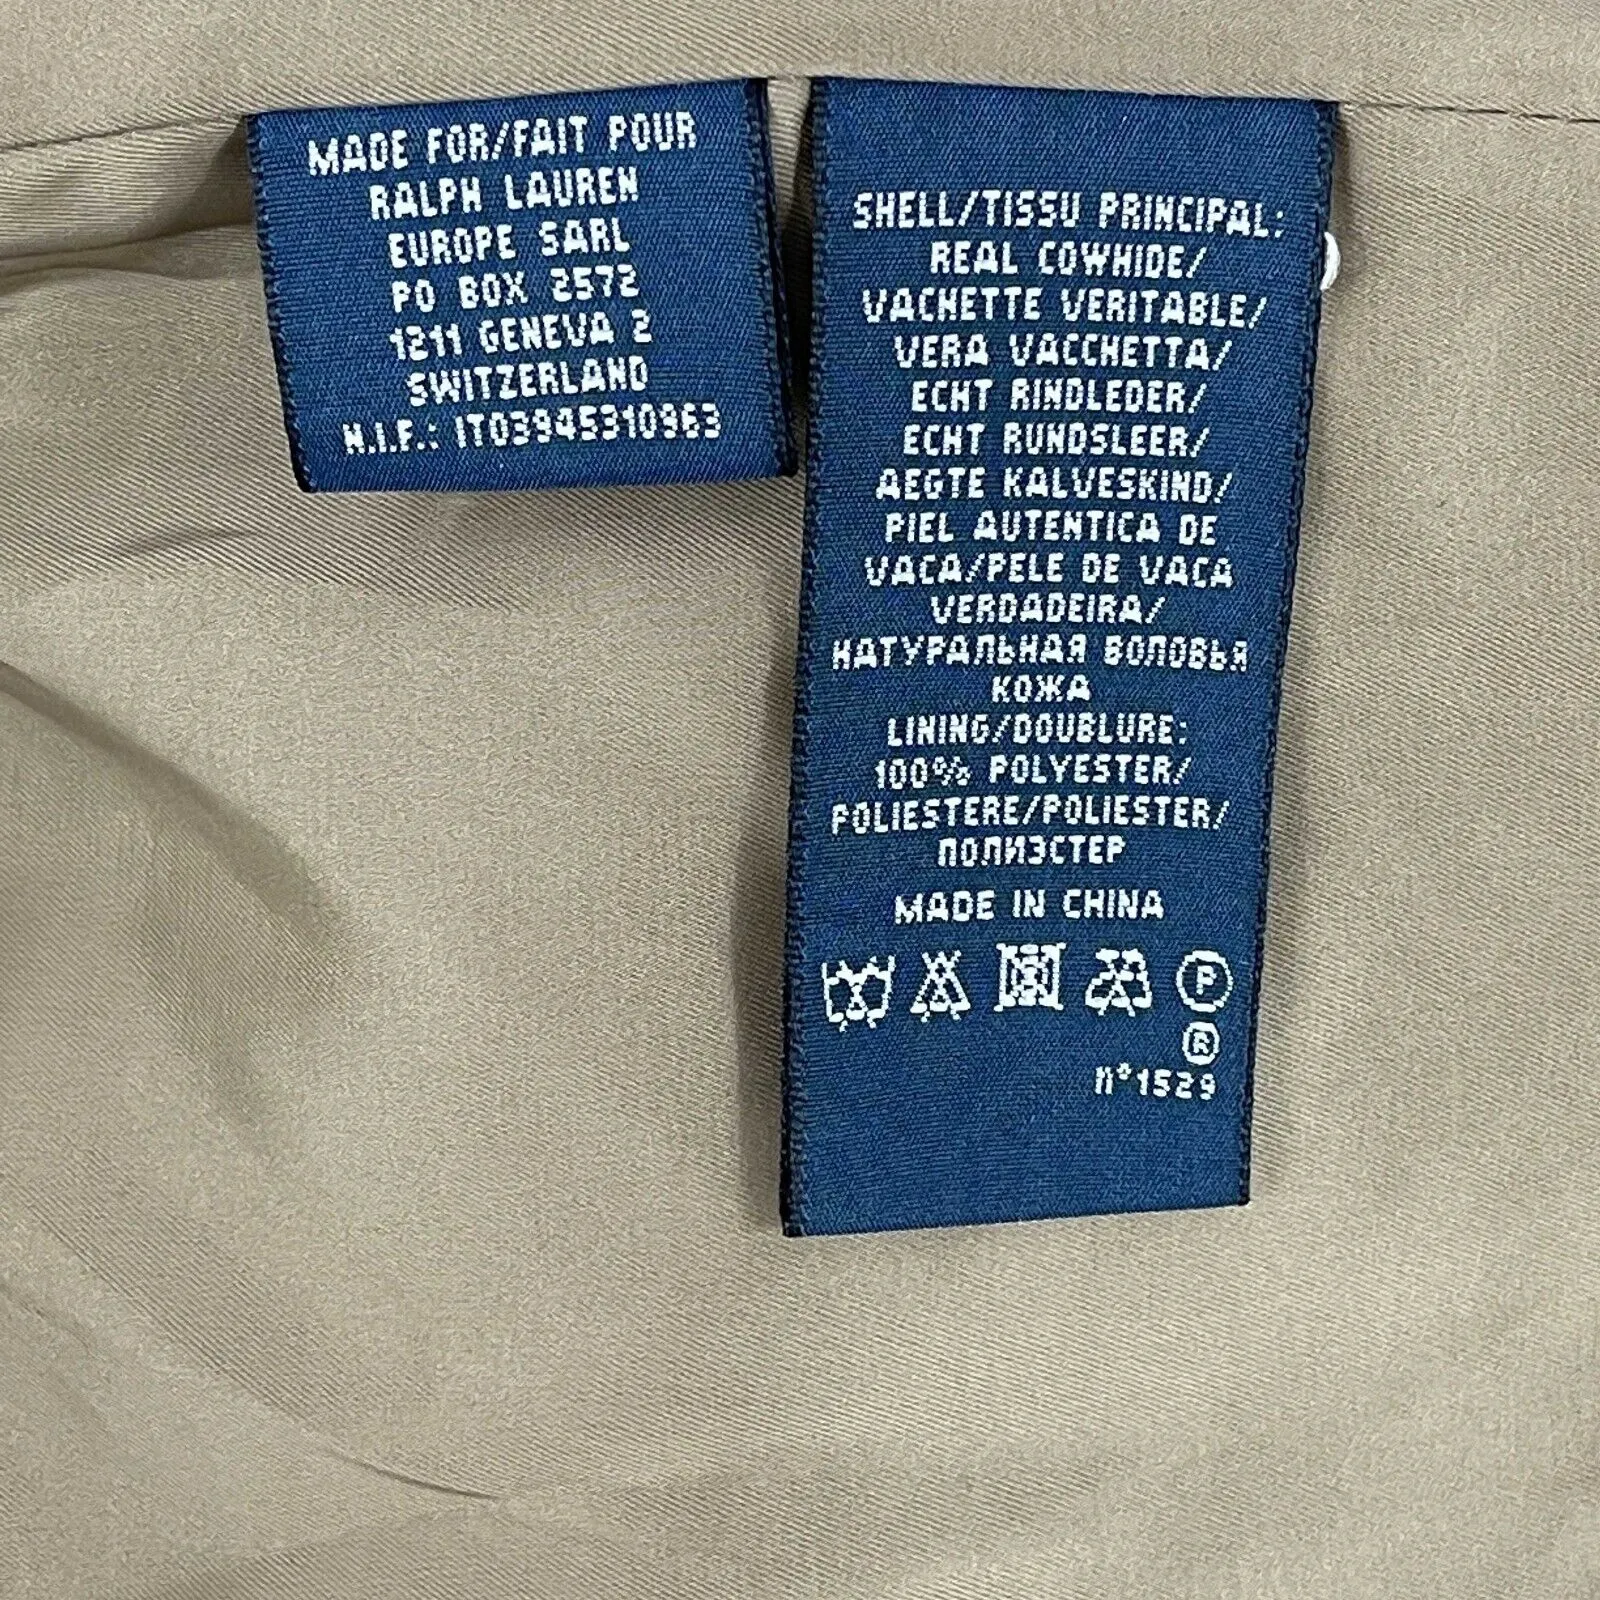 MADE FOR/FAIT POUR
RALPH LAUREN
EUROPE SARL
PO BOX 2572
1211 GENEVA 2
SWITZERLAND
N.I.F.: IT03945310963
SHELL/TISSU PRINCIPAL:
REAL COWHIDE/
VACHETTE VERITABLE/
VERA VACCHETTA/
ECHT RINDLEDER/
ECHT RUNDSLEER/
AEGTE KALVESKIND/
PIEL AUTENTICA DE
VACA/PELE DE VACA
VERDADEIRA/
НАТУРАЛЬНАЯ ВОЛОВЬЯ
КОЖА
LINING/DOUBLURE:
100% POLYESTER/
POLIESTERE/POLIESTER/
ПОЛИЭСТЕР
MADE IN CHINA
P
®
n°1529